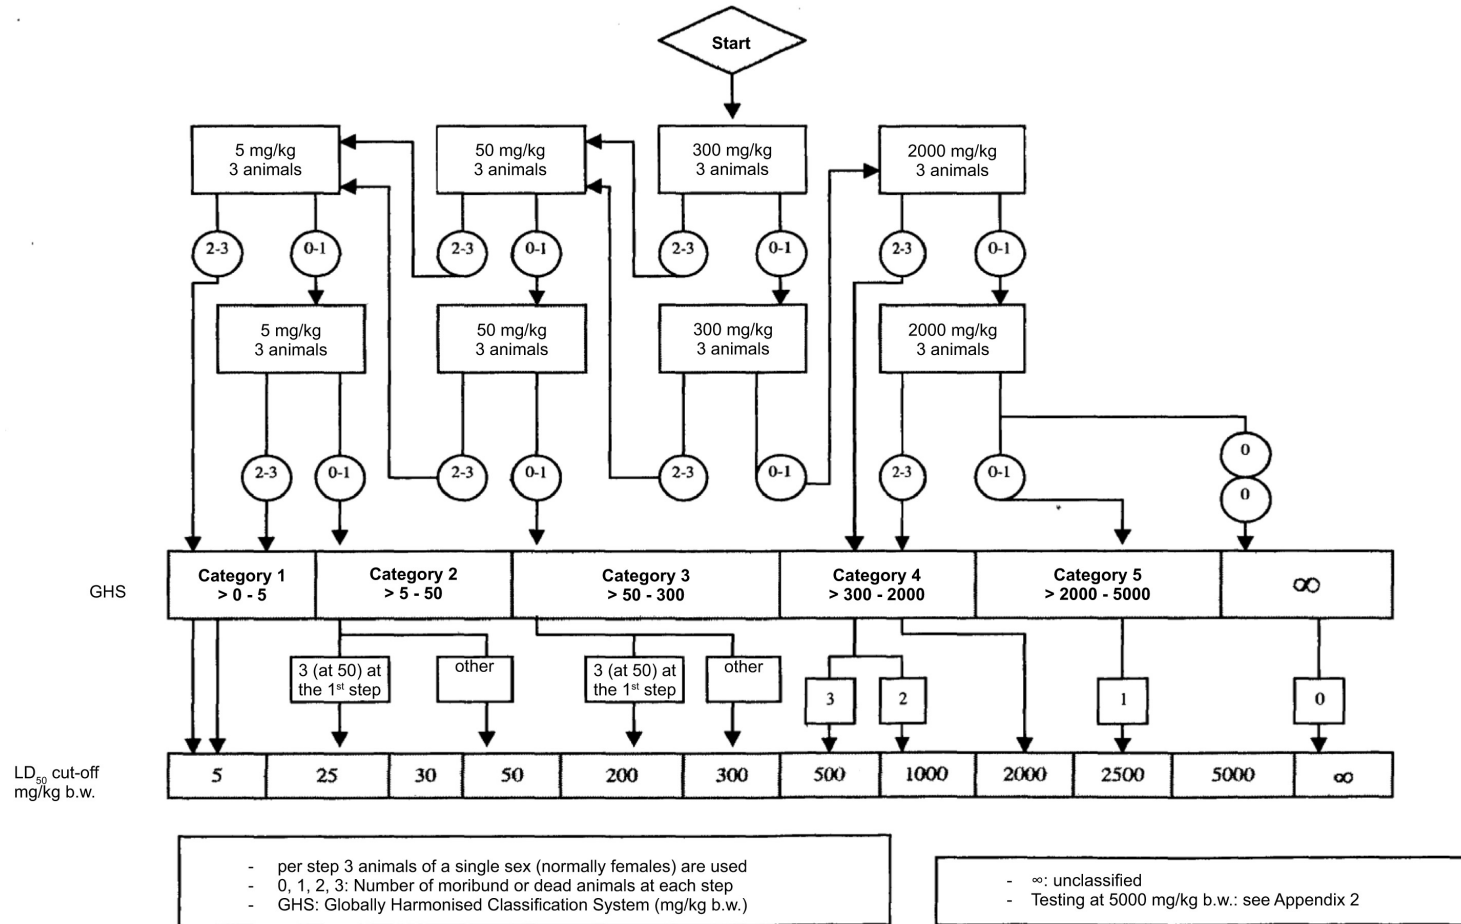 Start
5 mg/kg
3 animals
50 mg/kg
3 animals
300 mg/kg
3 animals
2000 mg/kg
3 animals
2-3
0-1
2-3
0-1
2-3
0-1
2-3
0-1
5 mg/kg
3 animals
50 mg/kg
3 animals
300 mg/kg
3 animals
2000 mg/kg
3 animals
2-3
0-1
2-3
0-1
2-3
0-1
2-3
0-1
0
0
GHS
Category 1
> 0 - 5
Category 2
> 5 - 50
Category 3
> 50 - 300
Category 4
> 300 - 2000
Category 5
> 2000 - 5000
∞
3 (at 50) at
the 1st step
other
3 (at 50) at
the 1st step
other
3
2
1
0
LD50 cut-off
mg/kg b.w.
5
25
30
50
200
300
500
1000
2000
2500
5000
∞
- per step 3 animals of a single sex (normally females) are used
- 0, 1, 2, 3: Number of moribund or dead animals at each step
- GHS: Globally Harmonised Classification System (mg/kg b.w.)
- ∞: unclassified
- Testing at 5000 mg/kg b.w.: see Appendix 2